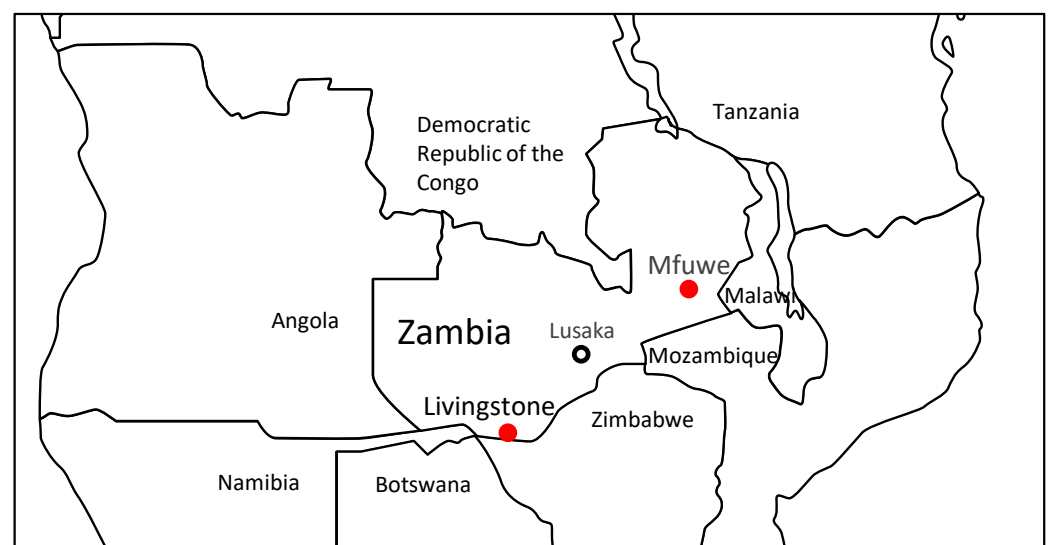 Tanzania
Democratic
Republic of the
Congo
Mfuwe
Malawi
Angola
Zambia
Lusaka
Mozambique
Livingstone
Zimbabwe
Namibia
Botswana